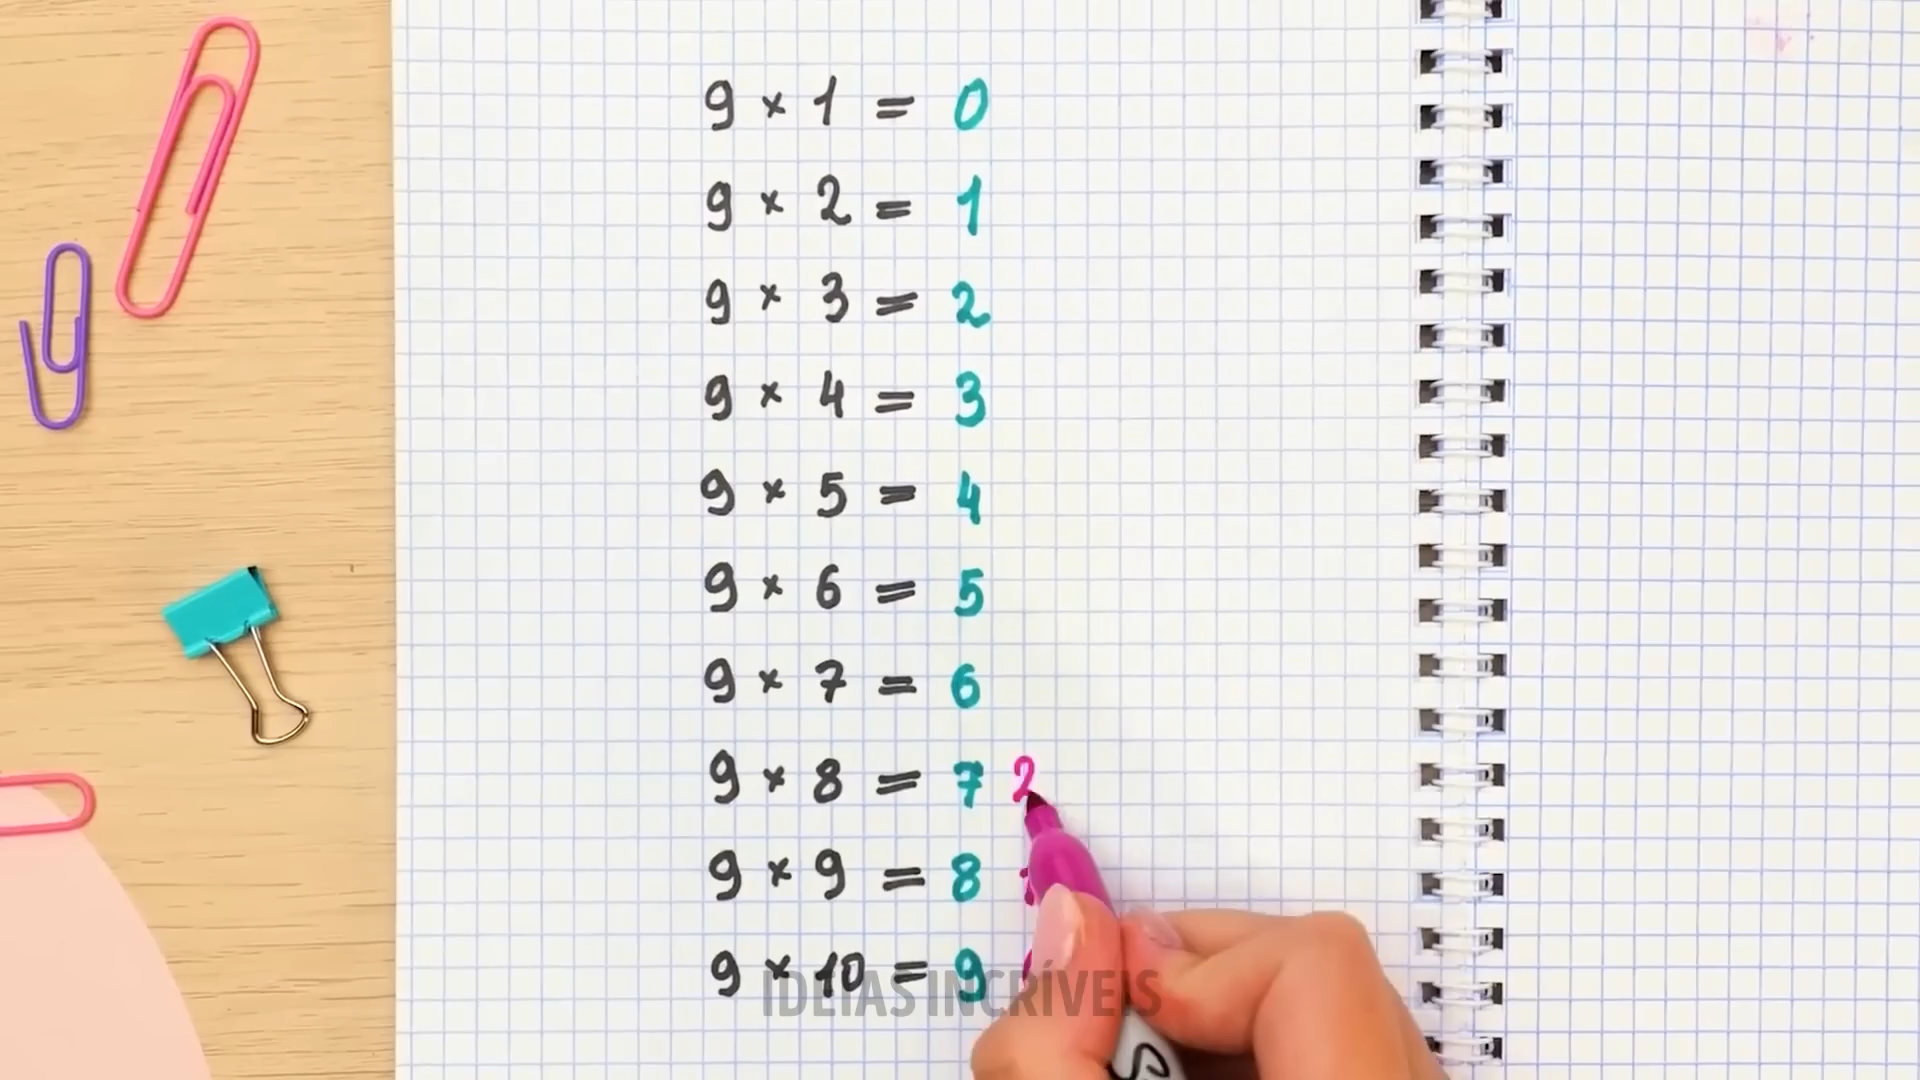 9 × 1 = 0
9 × 2 = 1
9 × 3 = 2
9 × 4 = 3
9 × 5 = 4
9 × 6 = 5
9 × 7 = 6
9 × 8 = 7 2
9 × 9 = 8
9 × 10 = 9
IDEIAS INCRÍVEIS